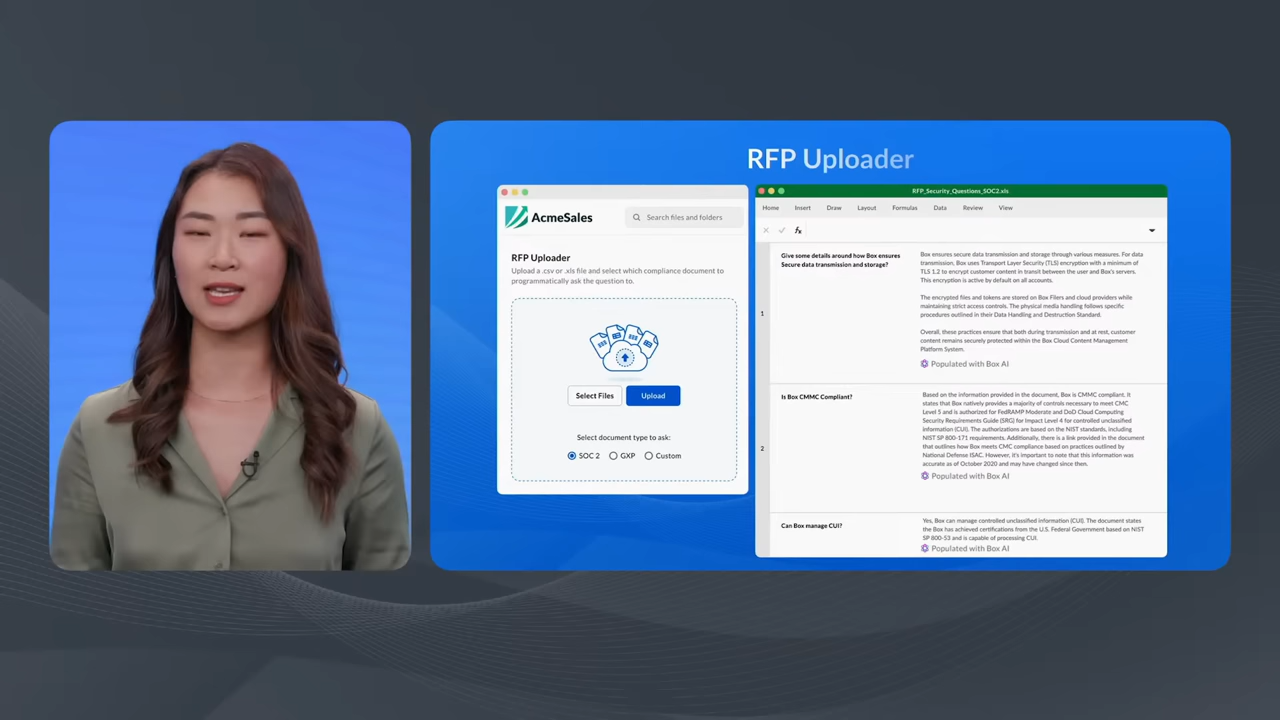 RFP Uploader
AcmeSales
Search files and folders
RFP Uploader
Upload a .csv or .xls file and select which compliance document to
programmatically ask the question to.
Select Files
Upload
Select document type to ask:
SOC 2
GXP
Custom
RFP_Security_Questions_SOC2.xls
Home
Insert
Draw
Layout
Formulas
Data
Review
View
fx
1
Give some details around how Box ensures
Secure data transmission and storage?
Box ensures secure data transmission and storage through various measures. For data
transmission, Box uses Transport Layer Security (TLS) encryption with a minimum of
TLS 1.2 to encrypt customer content in transit between the user and Box's servers.
This encryption is active by default on all accounts.
The encrypted files and tokens are stored on Box Filers and cloud providers while
maintaining strict access controls. The physical media handling follows specific
procedures outlined in their Data Handling and Destruction Standard.
Overall, these practices ensure that both during transmission and at rest, customer
content remains securely protected within the Box Cloud Content Management
Platform System.
Populated with Box AI
2
Is Box CMMC Compliant?
Based on the information provided in the document, Box is CMMC compliant. It
states that Box natively provides a majority of controls necessary to meet CMC
Level 5 and is authorized for FedRAMP Moderate and DoD Cloud Computing
Security Requirements Guide (SRG) for Impact Level 4 for controlled unclassified
information (CUI). The authorizations are based on the NIST standards, including
NIST SP 800-171 requirements. Additionally, there is a link provided in the document
that outlines how Box meets CMMC compliance based on practices outlined by
National Defense ISAC. However, it's important to note that this information was
accurate as of October 2020 and may have changed since then.
Populated with Box AI
Can Box manage CUI?
Yes, Box can manage controlled unclassified information (CUI). The document states
the Box has achieved certifications from the U.S. Federal Government based on NIST
SP 800-53 and is capable of processing CUI.
Populated with Box AI